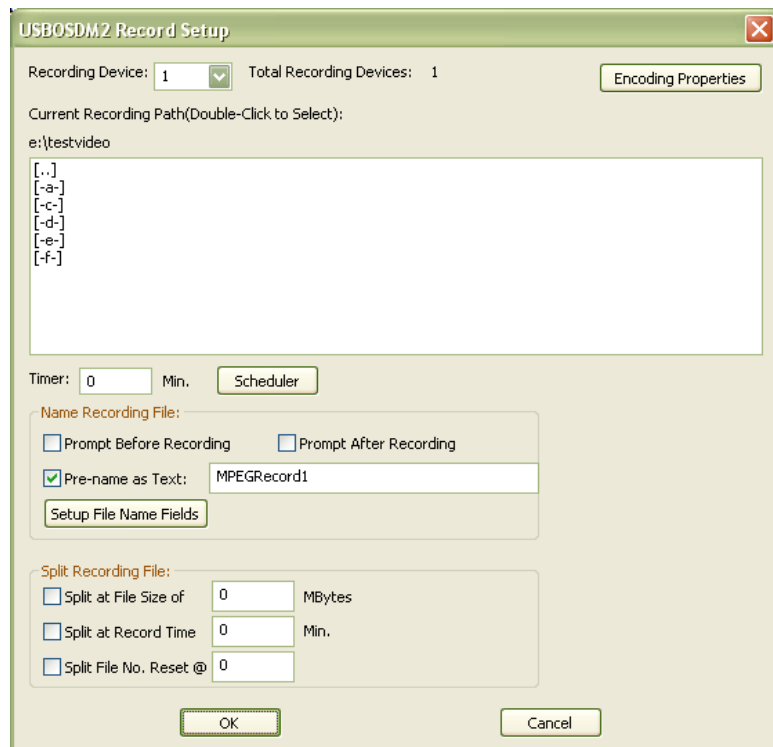 USBOSDM2 Record Setup
Recording Device: 1 Total Recording Devices: 1 Encoding Properties
Current Recording Path(Double-Click to Select):
e:\testvideo
[..]
[-a-]
[-c-]
[-d-]
[-e-]
[-f-]
Timer: 0 Min. Scheduler
Name Recording File:
Prompt Before Recording Prompt After Recording
Pre-name as Text: MPEGRecord1
Setup File Name Fields
Split Recording File:
Split at File Size of 0 MBytes
Split at Record Time 0 Min.
Split File No. Reset @ 0
OK Cancel